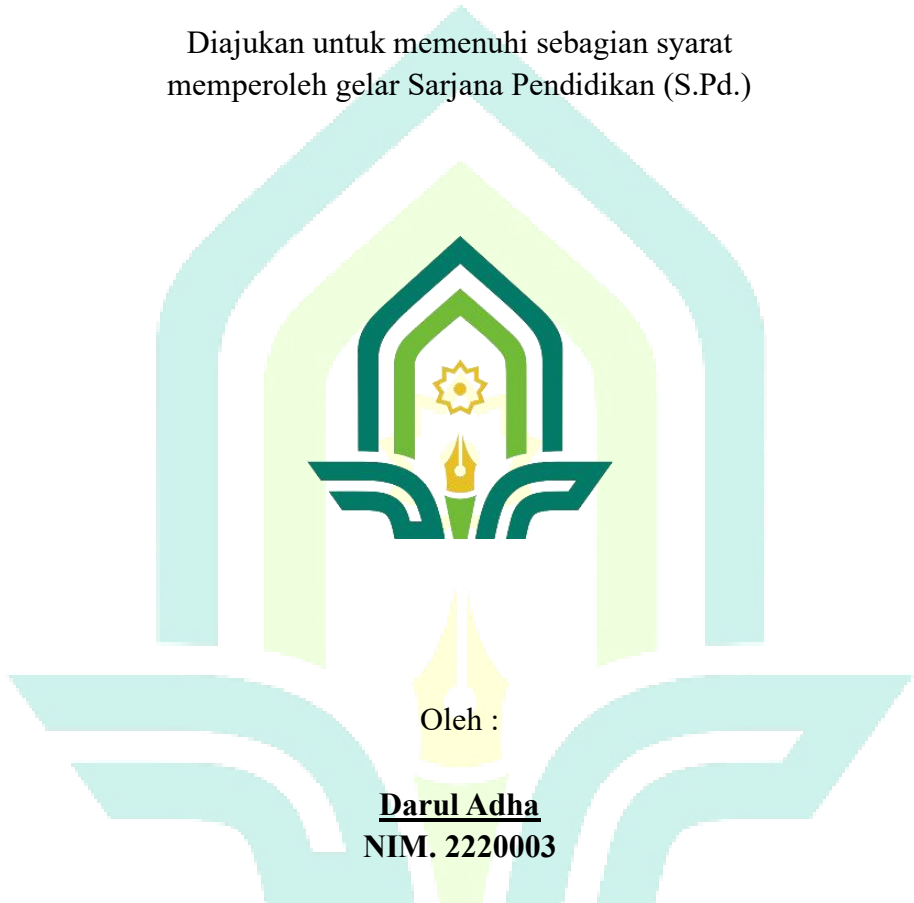 Diajukan untuk memenuhi sebagian syarat
memperoleh gelar Sarjana Pendidikan (S.Pd.)
Oleh :
Darul Adha
NIM. 2220003